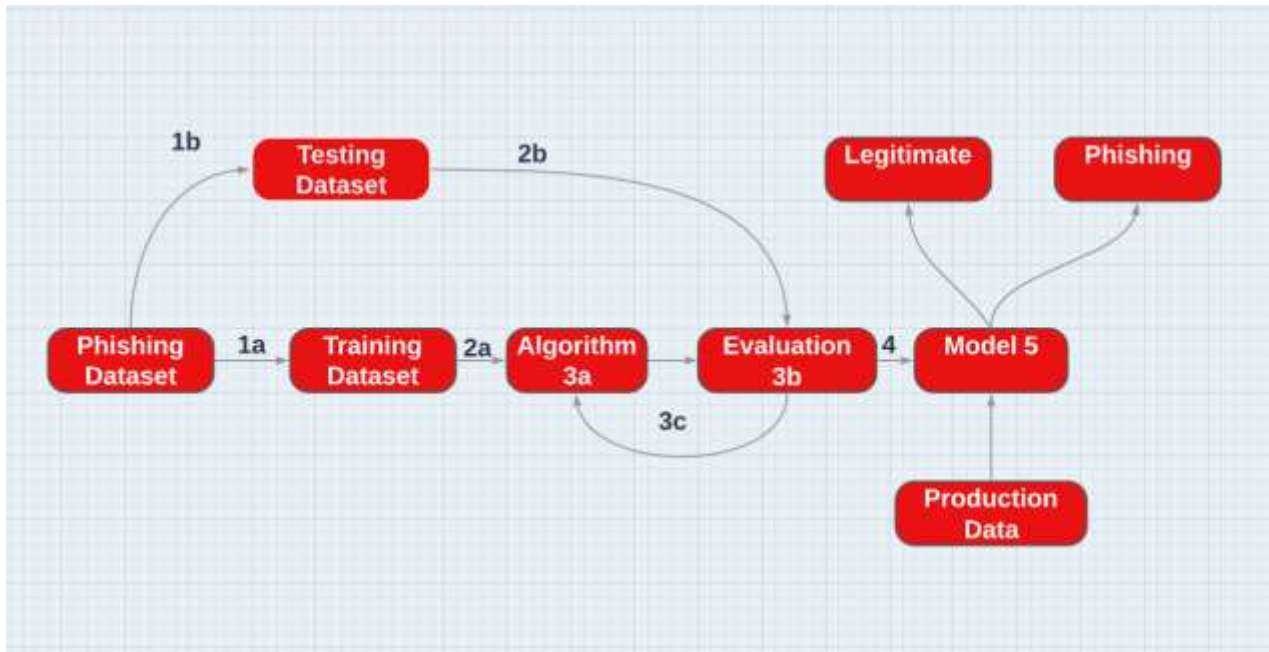 1b
Testing
Dataset
2b
Legitimate
Phishing
Phishing
Dataset
1a
Training
Dataset
2a
Algorithm
3a
Evaluation
3b
4
Model 5
3c
Production
Data